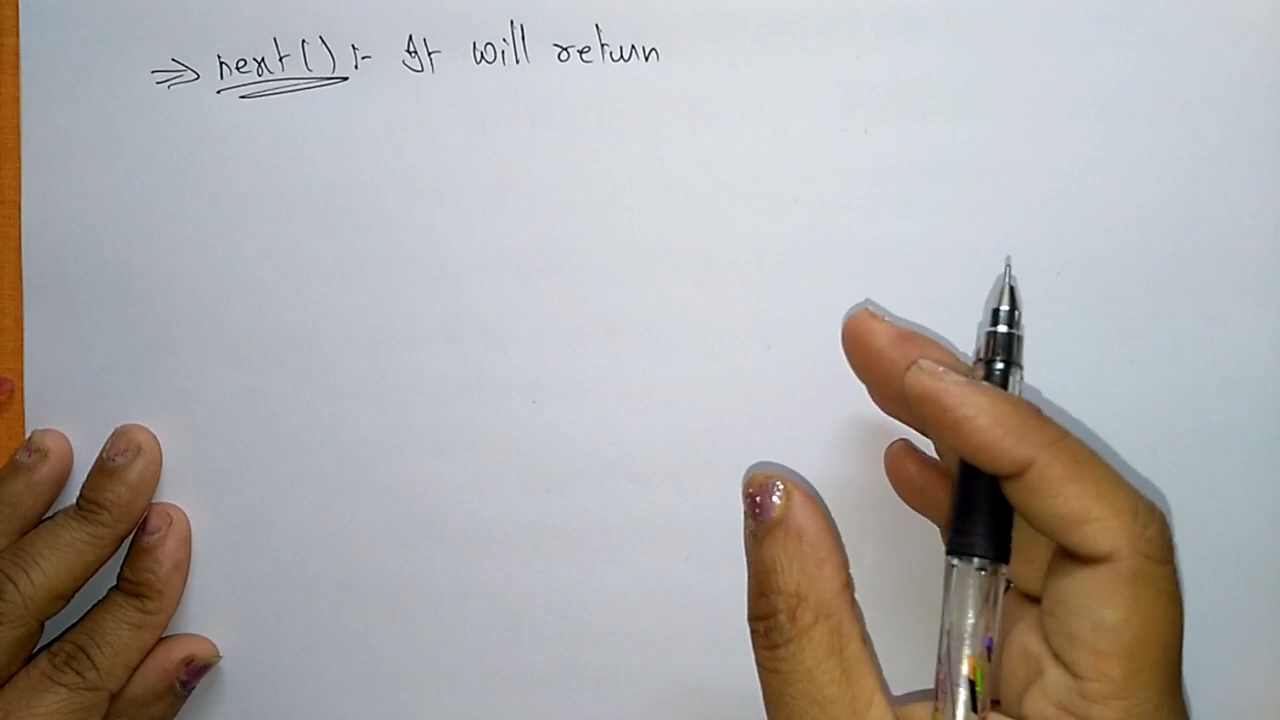 ⇒ next() :- It will return